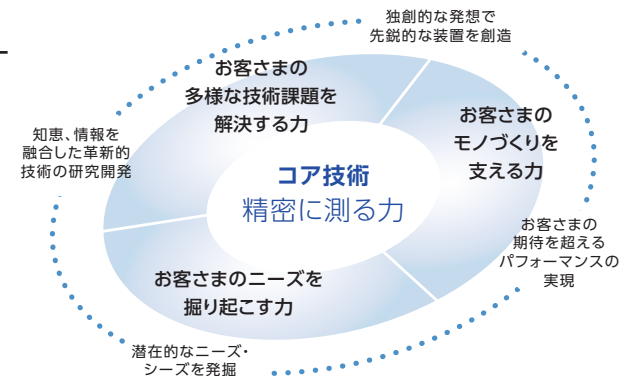 独創的な発想で
先鋭的な装置を創造
お客さまの
多様な技術課題を
解決する力
お客さまの
モノづくりを
支える力
知恵、情報を
融合した革新的
技術の研究開発
コア技術
精密に測る力
お客さまの
期待を超える
パフォーマンスの
実現
お客さまのニーズを
掘り起こす力
潜在的なニーズ・
シーズを発掘